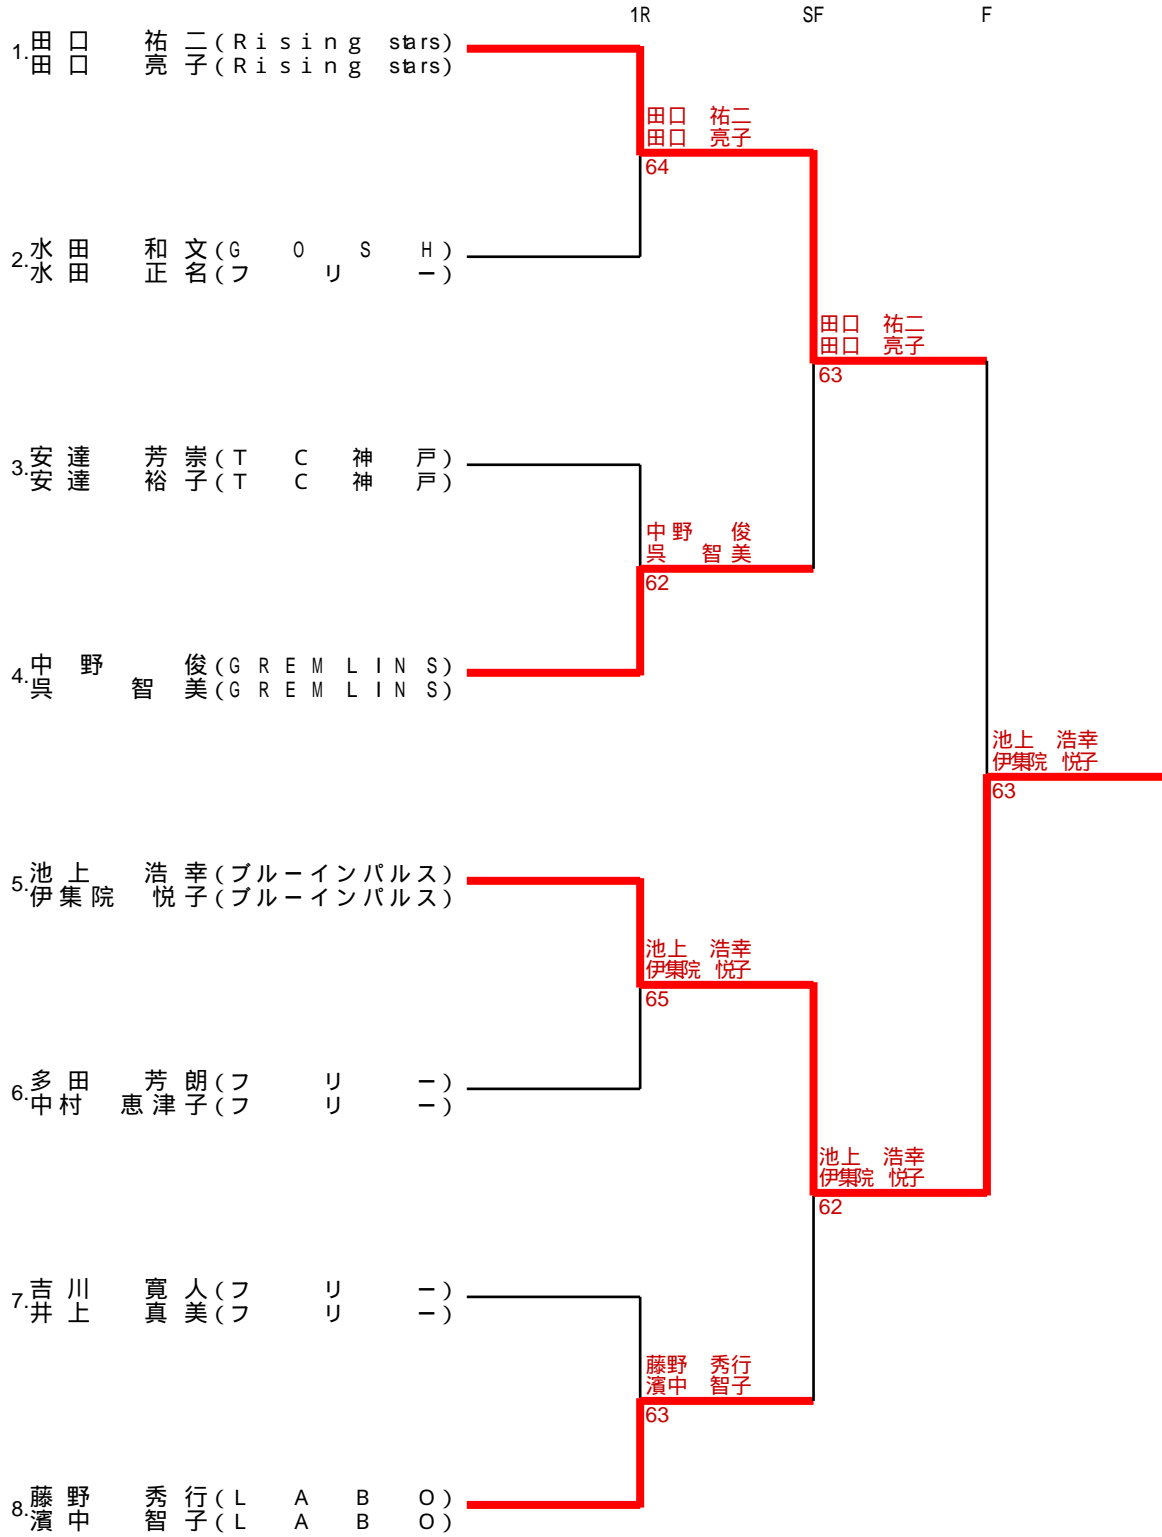 1R SF F
1. 田口 祐二(Rising stars)
田口 亮子(Rising stars)
田口 祐二
田口 亮子
64
2. 水田 和文(GOSH)
水田 正名(フリー)
田口 祐二
田口 亮子
63
3. 安達 芳崇(TC神戸)
安達 裕子(TC神戸)
中野 俊
呉 智美
62
4. 中野 俊(GREMLINS)
呉 智美(GREMLINS)
池上 浩幸
伊集院 悦子
63
5. 池上 浩幸(ブルーインパルス)
伊集院 悦子(ブルーインパルス)
池上 浩幸
伊集院 悦子
65
6. 多田 芳朗(フリー)
中村 恵津子(フリー)
池上 浩幸
伊集院 悦子
62
7. 吉川 寛人(フリー)
井上 真美(フリー)
藤野 秀行
濱中 智子
63
8. 藤野 秀行(LABO)
濱中 智子(LABO)